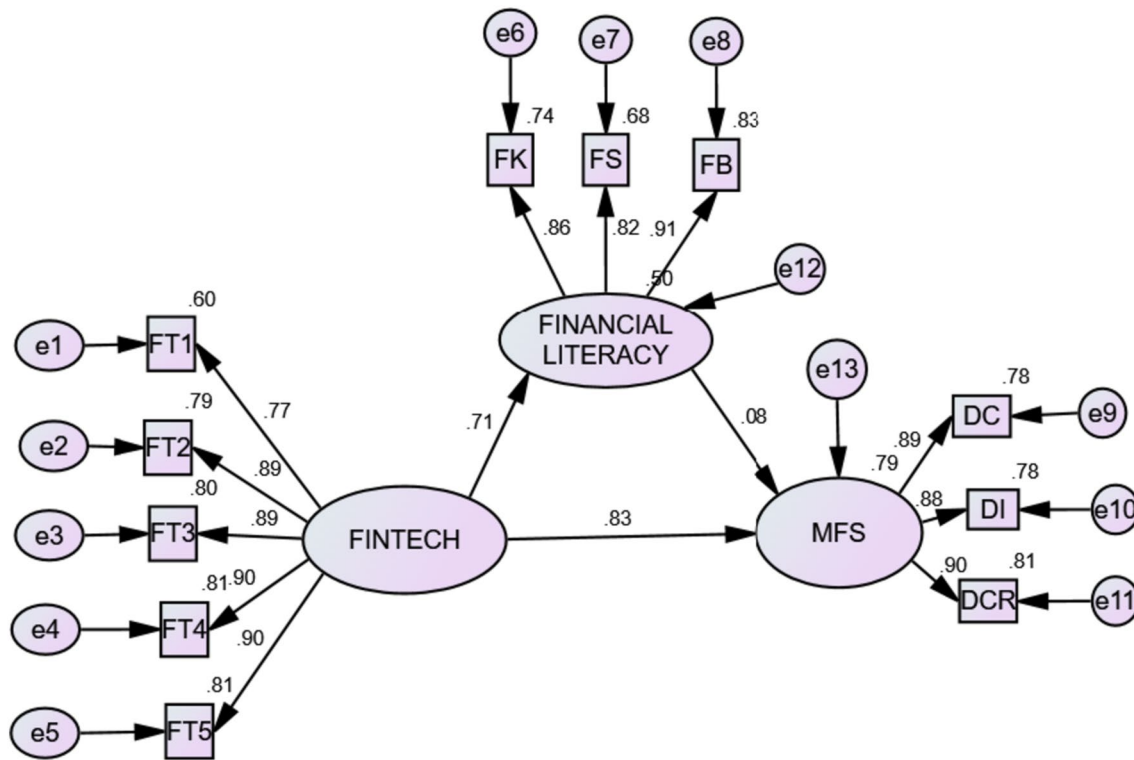 e6
e7
e8
.74
.68
.83
FK
FS
FB
.86
.82
.91
.50
e12
FINANCIAL
LITERACY
.60
e1
FT1
.77
e13
.78
DC
e9
.79
e2
FT2
.89
.71
.08
.89
.79
.80
e3
FT3
.89
FINTECH
.83
MFS
.88
.78
DI
e10
.81
.90
e4
FT4
.90
.90
.81
DCR
e11
.81
e5
FT5